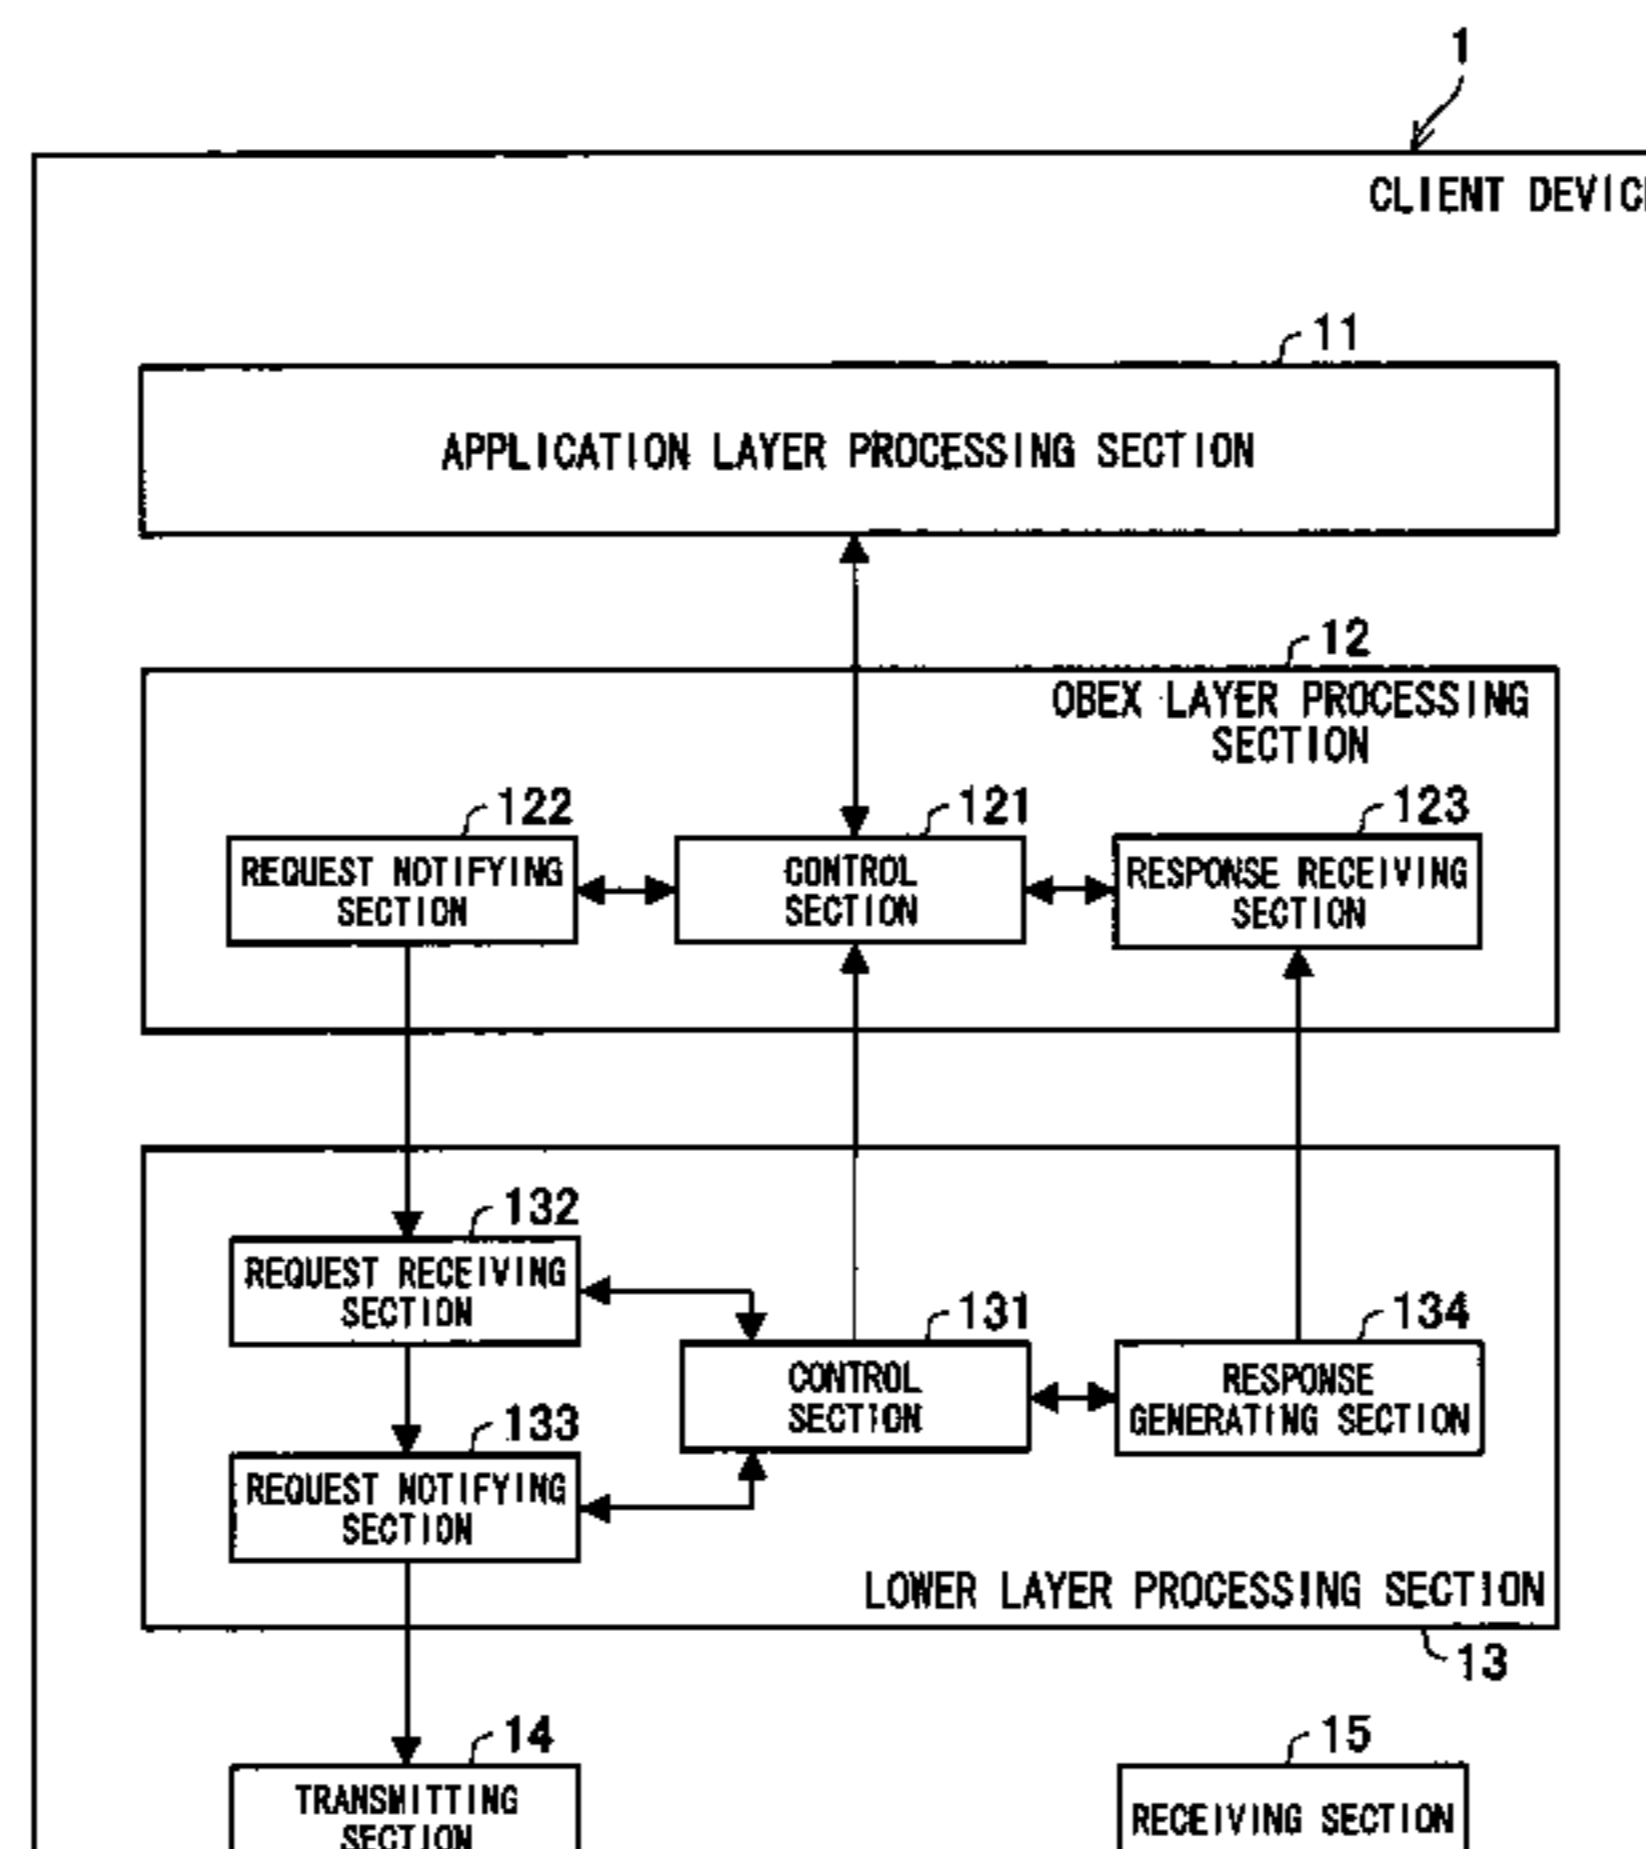 1
CLIENT DEVICE
11
APPLICATION LAYER PROCESSING SECTION
12
OBEX LAYER PROCESSING
SECTION
122
121
123
REQUEST NOTIFYING
SECTION
CONTROL
SECTION
RESPONSE RECEIVING
SECTION
132
REQUEST RECEIVING
SECTION
131
134
CONTROL
SECTION
RESPONSE
GENERATING SECTION
133
REQUEST NOTIFYING
SECTION
LOWER LAYER PROCESSING SECTION
13
14
15
TRANSMITTING
SECTION
RECEIVING SECTION